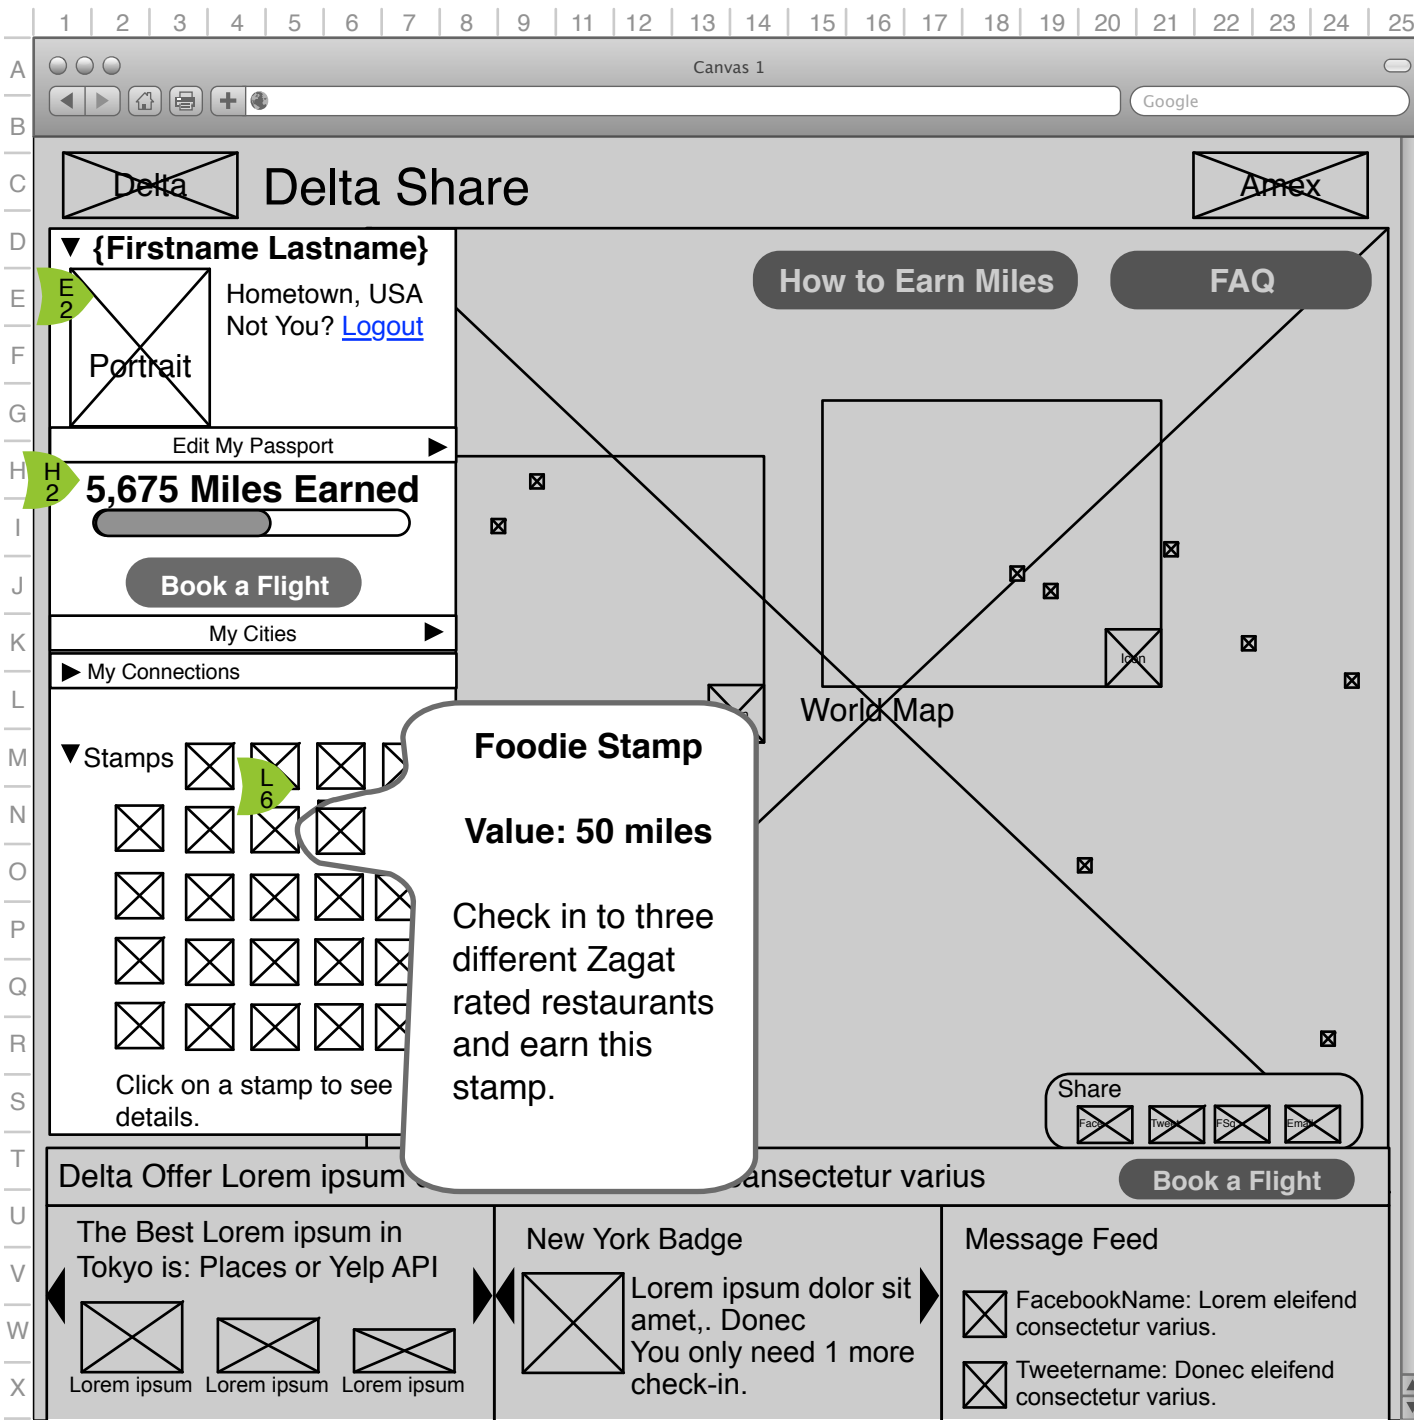 1 2 3 4 5 6 7 8 9 10 11 12 13 14 15 16 17 18 19 20 21 22 23 24 25
A
B
C
D
E
F
G
H
I
J
K
L
M
N
O
P
Q
R
S
T
U
V
W
X
Canvas 1
Google
Delta
Delta Share
Amex
{Firstname Lastname}
E
2
Hometown, USA
Not You? Logout
Portrait
How to Earn Miles
FAQ
Edit My Passport
H
2
5,675 Miles Earned
Book a Flight
My Cities
My Connections
Icon
World Map
Stamps
L
6
Foodie Stamp
Value: 50 miles
Check in to three
different Zagat
rated restaurants
and earn this
stamp.
Click on a stamp to see
details.
Share
Face
Tweet
FSq
Email
Delta Offer Lorem ipsum
ansectetur varius
Book a Flight
The Best Lorem ipsum in
Tokyo is: Places or Yelp API
Lorem ipsum Lorem ipsum Lorem ipsum
New York Badge
Lorem ipsum dolor sit
amet,. Donec
You only need 1 more
check-in.
Message Feed
FacebookName: Lorem eleifend
consectetur varius.
Tweetername: Donec eleifend
consectetur varius.